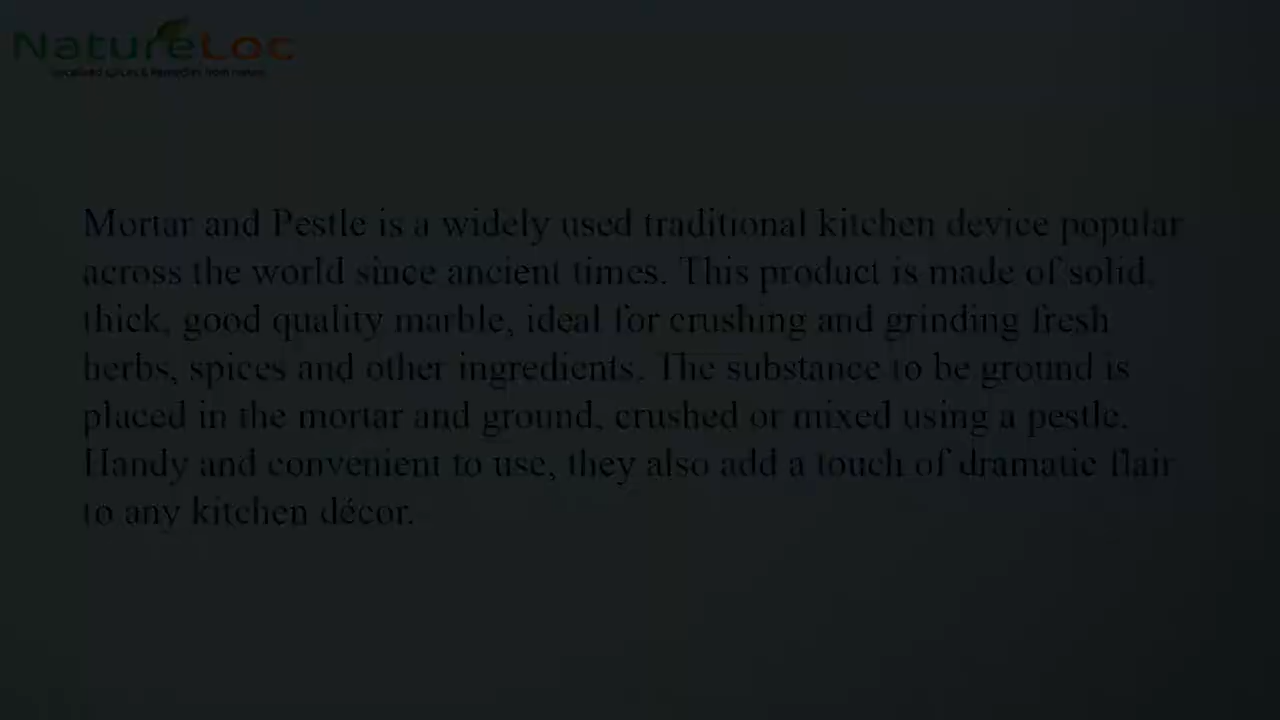 NatureLoc
Mortar and Pestle is a widely used traditional kitchen device popular
across the world since ancient times. This product is made of solid,
thick, good quality marble, ideal for crushing and grinding fresh
herbs, spices and other ingredients. The substance to be ground is
placed in the mortar and ground, crushed or mixed using a pestle.
Handy and convenient to use, they also add a touch of dramatic flair
to any kitchen décor.